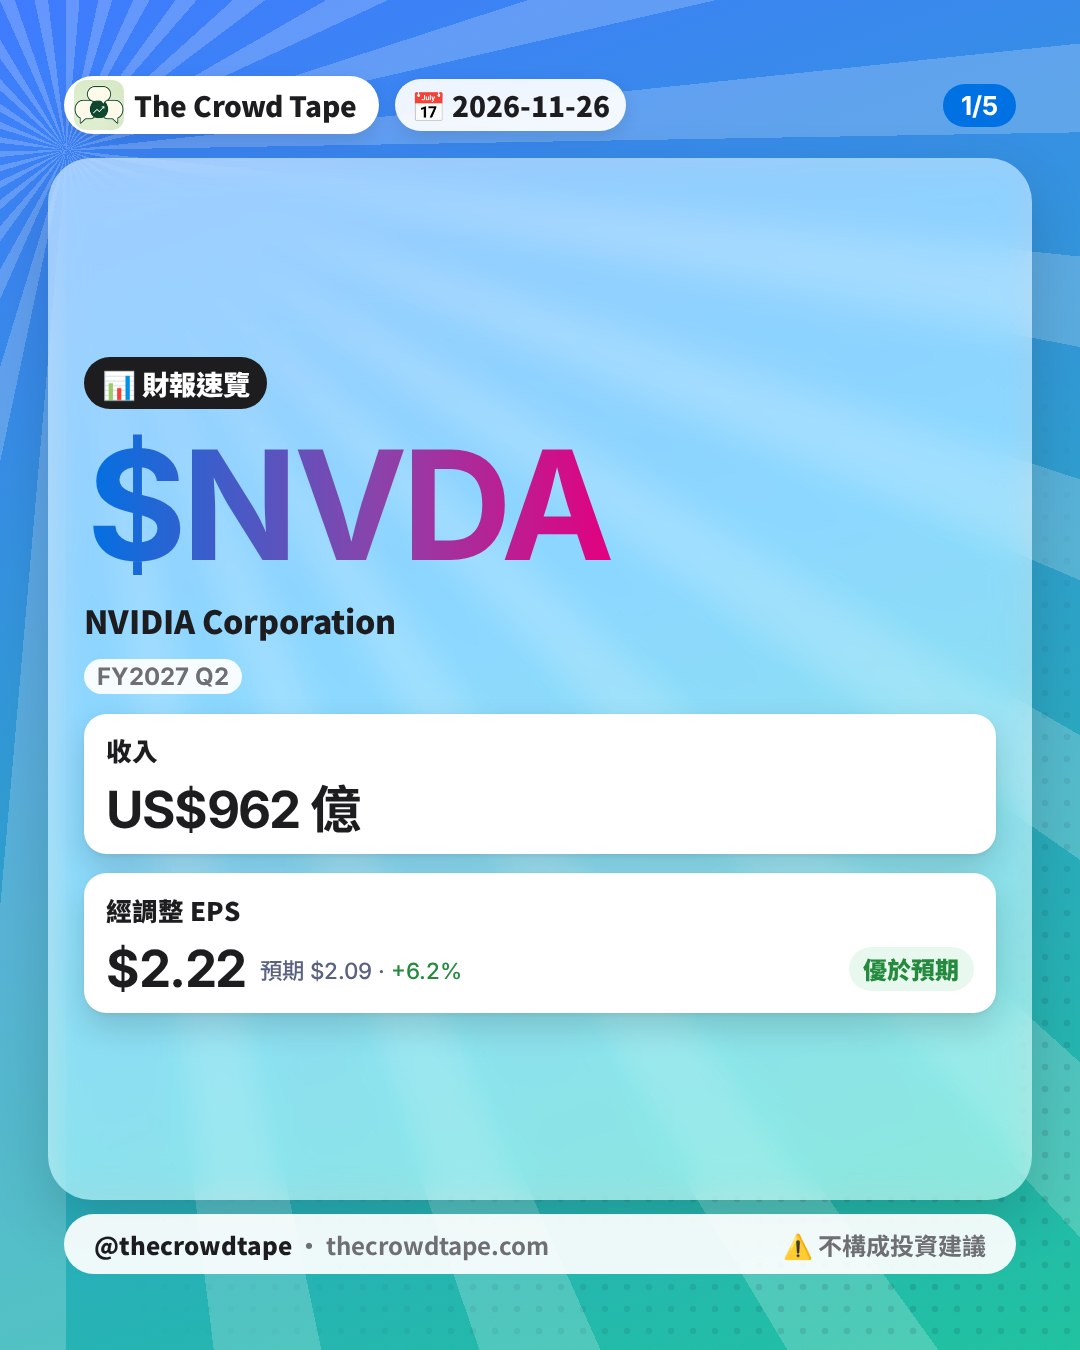 The Crowd Tape
📅 2026-11-26
1/5
📊 財報速覽
$NVDA
NVIDIA Corporation
FY2027 Q2
收入
US$962 億
經調整 EPS
$2.22 預期 $2.09 · +6.2% 優於預期
@thecrowdtape • thecrowdtape.com
⚠️ 不構成投資建議